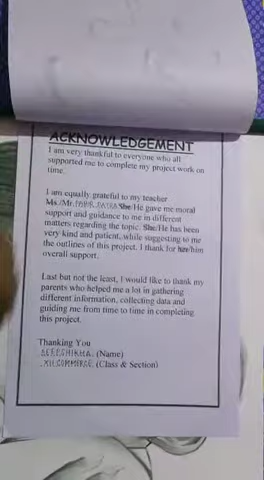 ACKNOWLEDGEMENT
I am very thankful to everyone who all
supported me to complete my project work on
time.
I am equally grateful to my teacher
Ms./Mr. She/He gave me moral
support and guidance to me in different
matters regarding the topic. She/He has been
very kind and patient, while suggesting to me
the outlines of this project. I thank for her/him
overall support.
Last but not the least, I would like to thank my
parents who helped me a lot in gathering
different information, collecting data and
guiding me from time to time in completing
this project.
Thanking You
DEEPSHIKHA. (Name)
XII COMMERCE. (Class & Section)